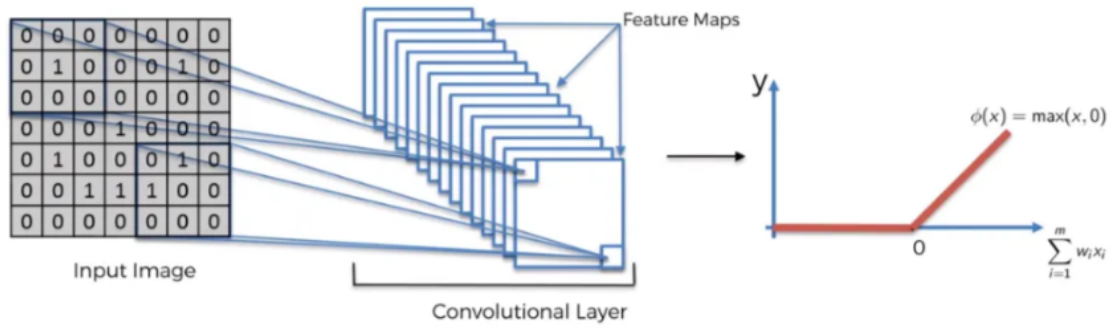 0 0 0 0 0 0 0
0 1 0 0 0 1 0
0 0 0 0 0 0 0
0 0 0 1 0 0 0
0 1 0 0 0 1 0
0 0 1 1 1 0 0
0 0 0 0 0 0 0
Input Image
Feature Maps
Convolutional Layer
y
ϕ(x) = max(x, 0)
0
m
∑ wᵢxᵢ
i=1